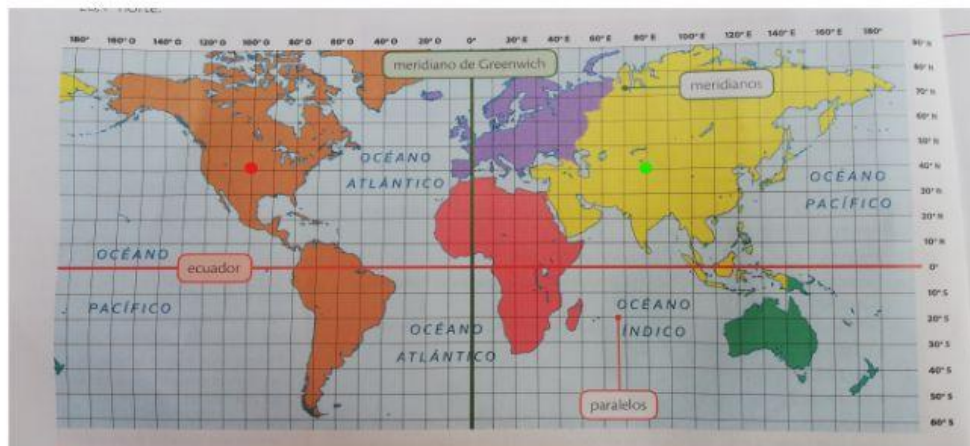 norte.
180° 160° O 140° O 120° O 100° O 80° O 60° O 40° O 20° O 0° 20° E 40° E 60° E 80° E 100° E 120° E 140° E 160° E 180°
80° N
meridiano de Greenwich
80° N
meridianos
70° N
60° N
50° N
OCÉANO
ATLÁNTICO
40° N
OCÉANO
PACÍFICO
30° N
20° N
10° N
OCÉANO
ecuador
0°
PACÍFICO
10° S
OCÉANO
ÍNDICO
20° S
OCÉANO
ATLÁNTICO
30° S
40° S
paralelos
50° S
60° S